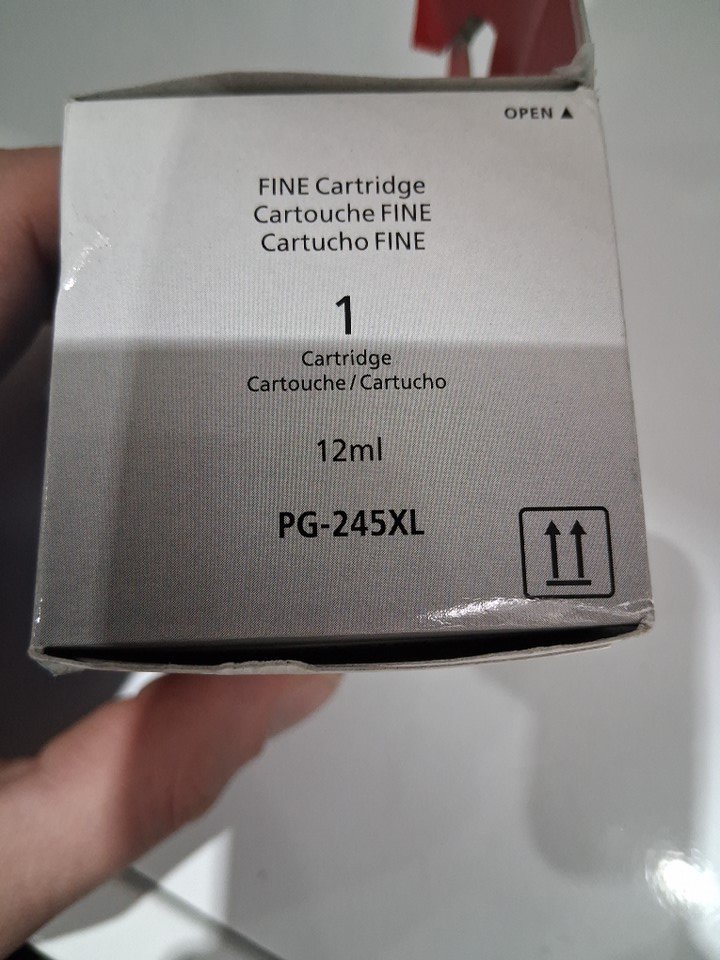 OPEN ▲
FINE Cartridge
Cartouche FINE
Cartucho FINE
1
Cartridge
Cartouche/Cartucho
12ml
PG-245XL